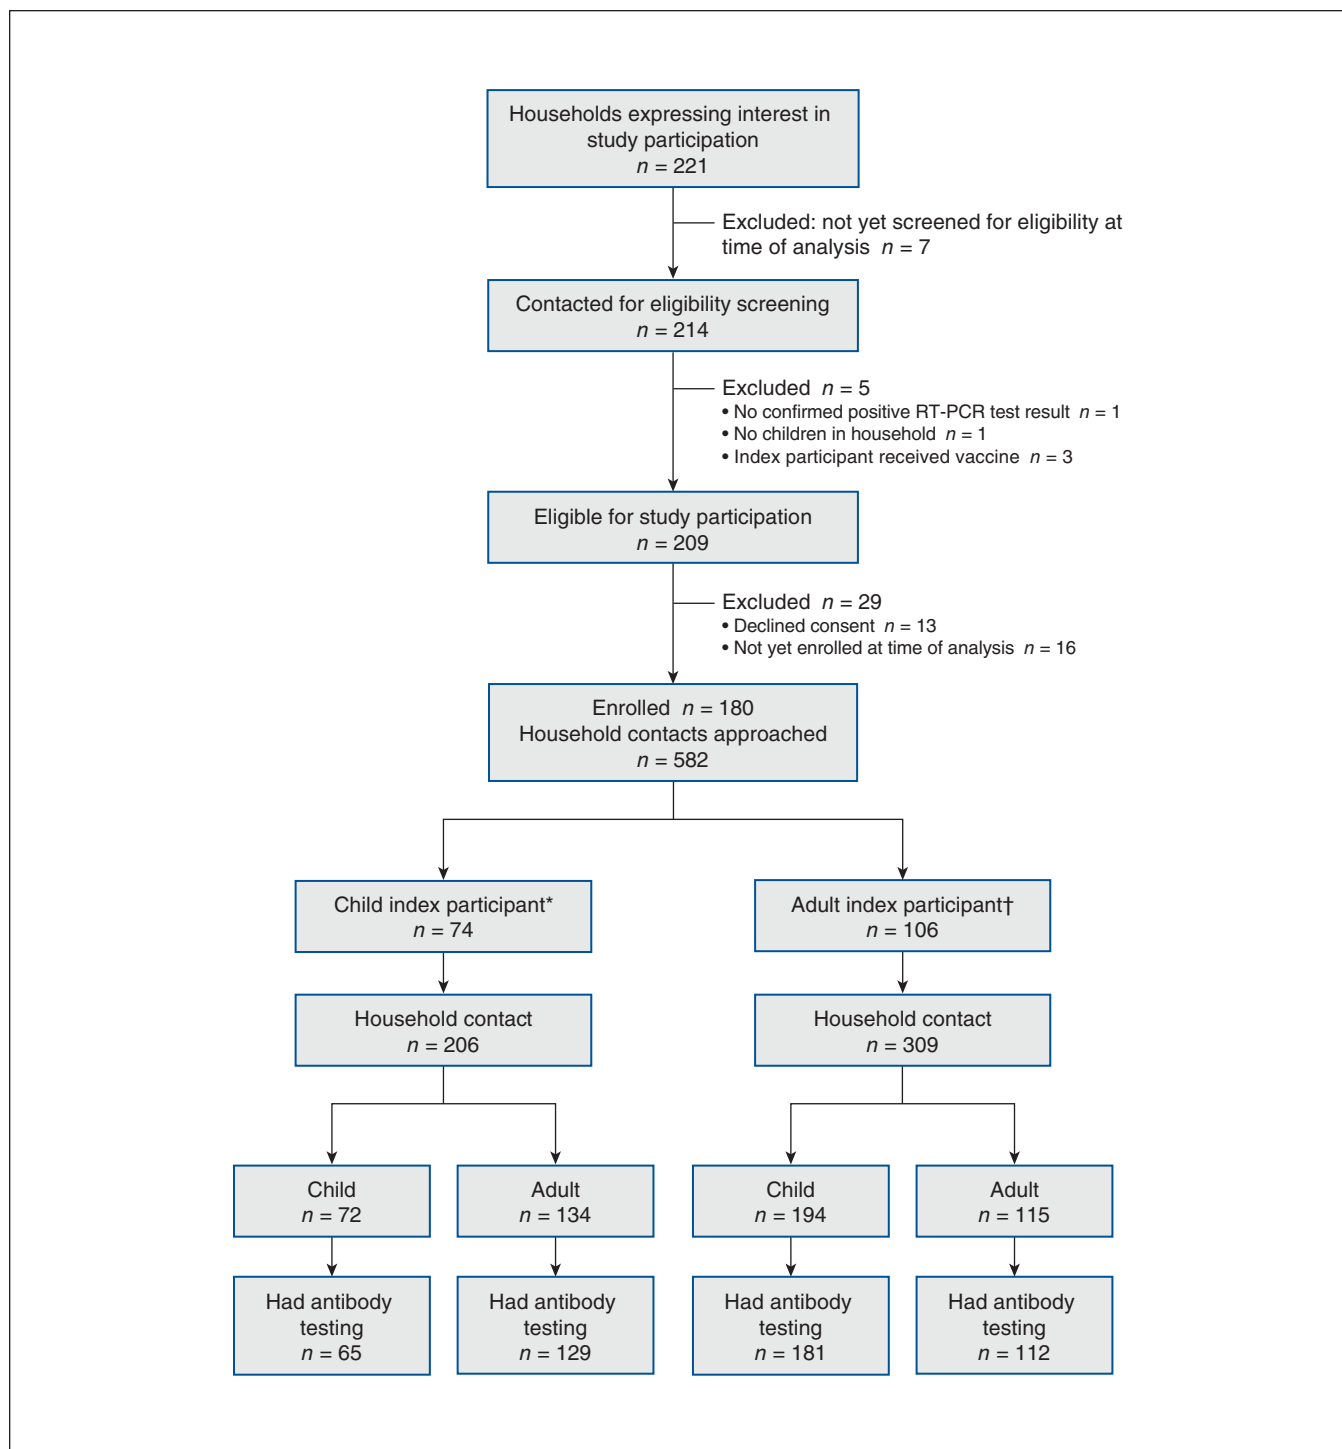 Households expressing interest in
study participation
n = 221
Excluded: not yet screened for eligibility at
time of analysis n = 7
Contacted for eligibility screening
n = 214
Excluded n = 5
• No confirmed positive RT-PCR test result n = 1
• No children in household n = 1
• Index participant received vaccine n = 3
Eligible for study participation
n = 209
Excluded n = 29
• Declined consent n = 13
• Not yet enrolled at time of analysis n = 16
Enrolled n = 180
Household contacts approached
n = 582
Child index participant*
n = 74
Adult index participant†
n = 106
Household contact
n = 206
Household contact
n = 309
Child
n = 72
Adult
n = 134
Child
n = 194
Adult
n = 115
Had antibody
testing
n = 65
Had antibody
testing
n = 129
Had antibody
testing
n = 181
Had antibody
testing
n = 112